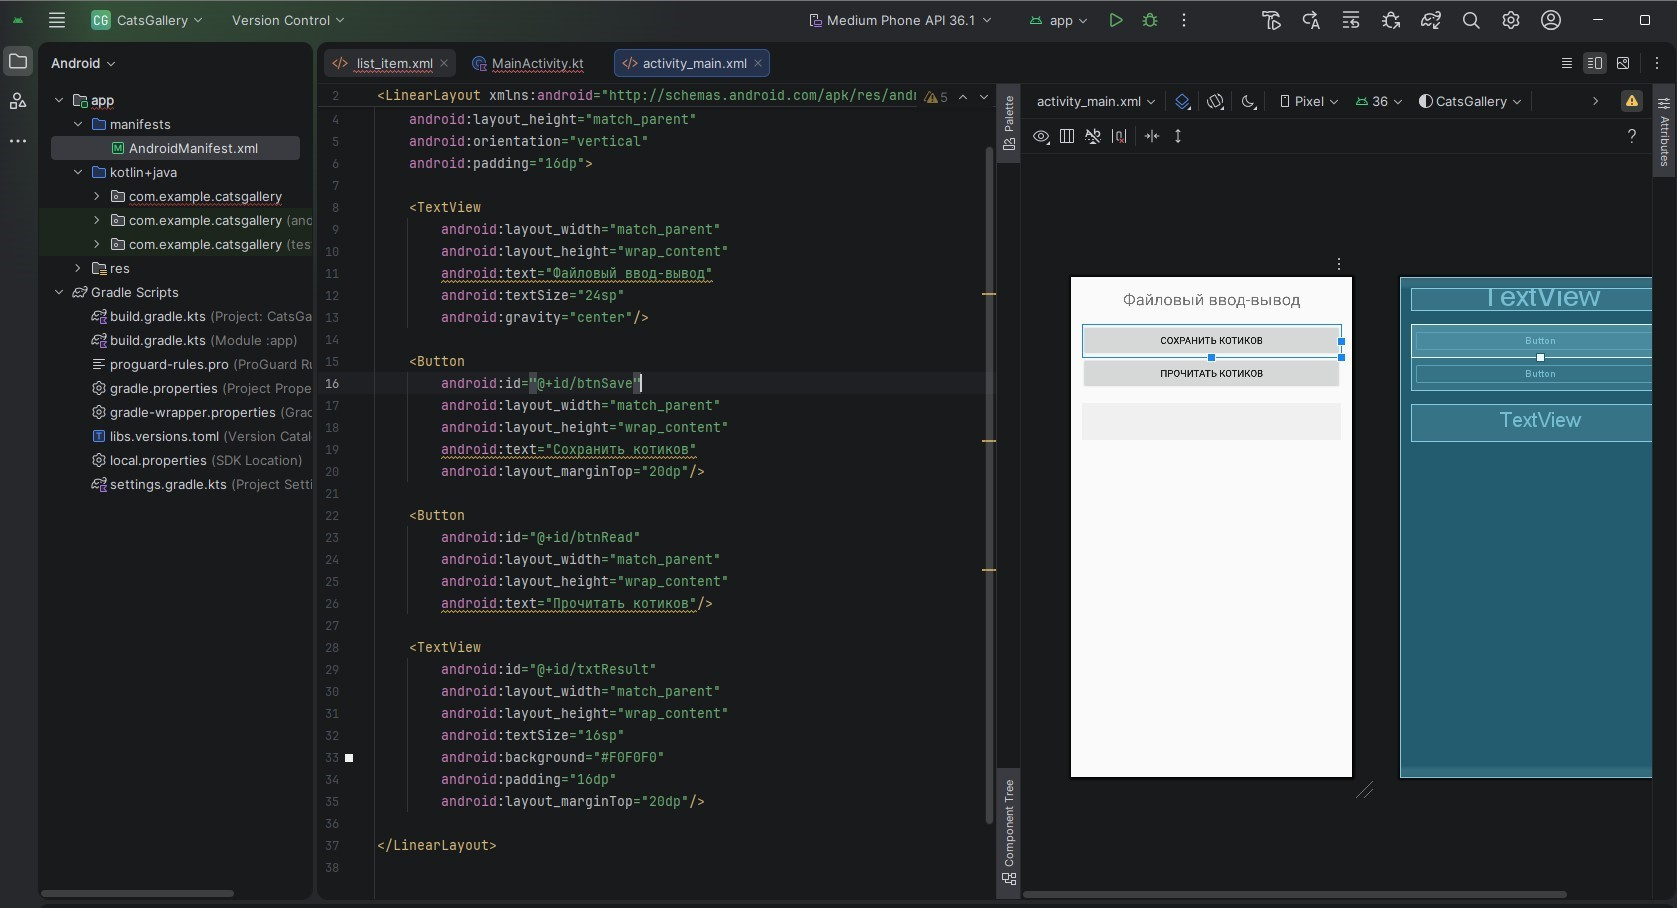 CG CatsGallery Version Control Medium Phone API 36.1 app
Android
app
manifests
AndroidManifest.xml
kotlin+java
com.example.catsgallery
com.example.catsgallery (and
com.example.catsgallery (tes
res
Gradle Scripts
build.gradle.kts (Project: CatsGa
build.gradle.kts (Module :app)
proguard-rules.pro (ProGuard Ru
gradle.properties (Project Prope
gradle-wrapper.properties (Grad
libs.versions.toml (Version Catal
local.properties (SDK Location)
settings.gradle.kts (Project Setti
list_item.xml MainActivity.kt activity_main.xml
2 <LinearLayout xmlns:android="http://schemas.android.com/apk/res/andr 5
4 android:layout_height="match_parent"
5 android:orientation="vertical"
6 android:padding="16dp">
7
8 <TextView
9 android:layout_width="match_parent"
10 android:layout_height="wrap_content"
11 android:text="Файловый ввод-вывод"
12 android:textSize="24sp"
13 android:gravity="center"/>
14
15 <Button
16 android:id="@+id/btnSave"
17 android:layout_width="match_parent"
18 android:layout_height="wrap_content"
19 android:text="Сохранить котиков"
20 android:layout_marginTop="20dp"/>
21
22 <Button
23 android:id="@+id/btnRead"
24 android:layout_width="match_parent"
25 android:layout_height="wrap_content"
26 android:text="Прочитать котиков"/>
27
28 <TextView
29 android:id="@+id/txtResult"
30 android:layout_width="match_parent"
31 android:layout_height="wrap_content"
32 android:textSize="16sp"
33 android:background="#F0F0F0"
34 android:padding="16dp"
35 android:layout_marginTop="20dp"/>
36
37 </LinearLayout>
38
Palette
Component Tree
activity_main.xml Pixel 36 CatsGallery
?
Attributes
Файловый ввод-вывод
СОХРАНИТЬ КОТИКОВ
ПРОЧИТАТЬ КОТИКОВ
TextView
Button
Button
TextView